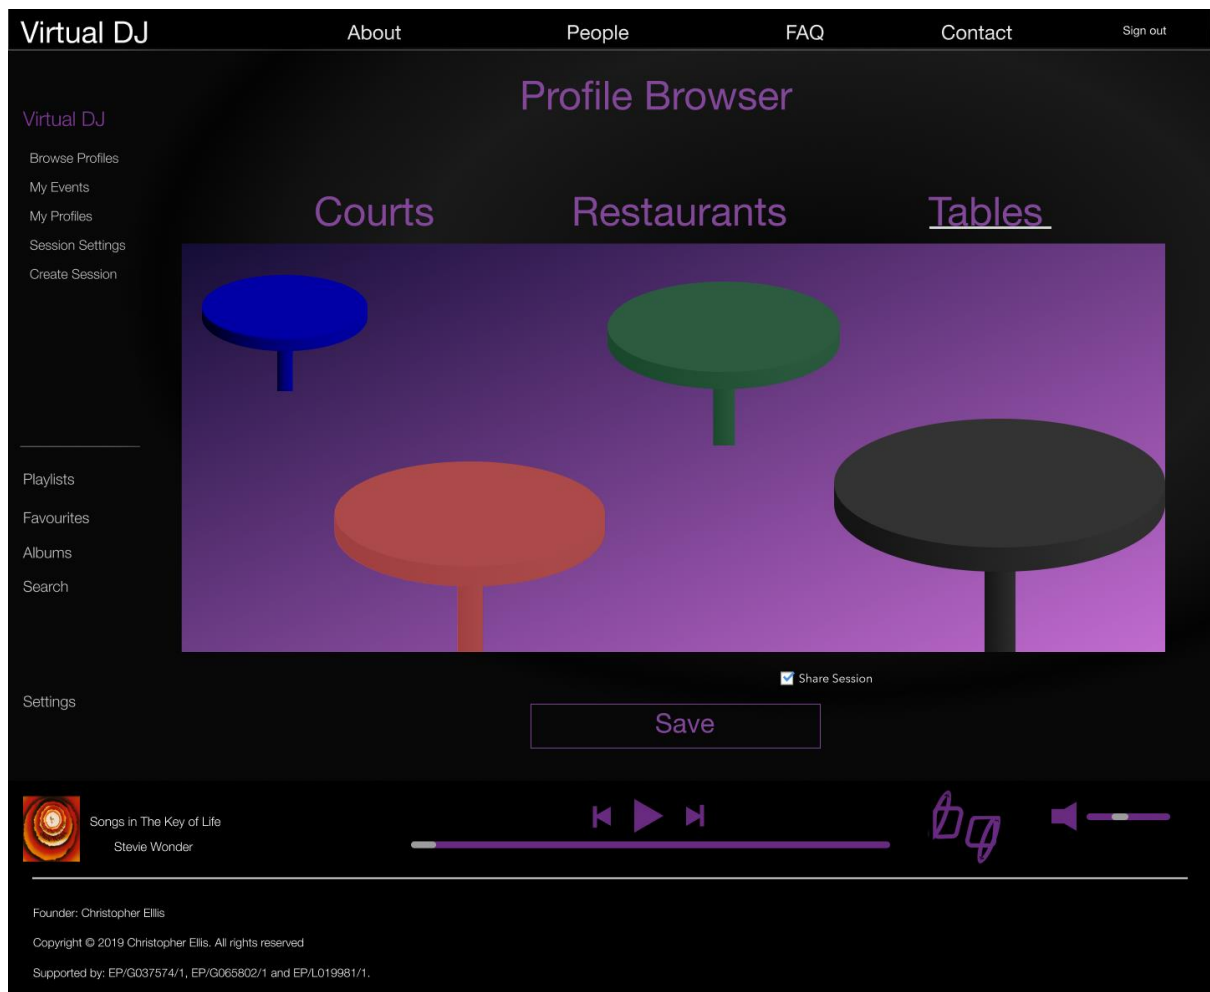 Virtual DJ
About
People
FAQ
Contact
Sign out
Profile Browser
Virtual DJ
Browse Profiles
My Events
My Profiles
Session Settings
Create Session
Courts
Restaurants
Tables
Playlists
Favourites
Albums
Search
Settings
Share Session
Save
Songs in The Key of Life
Stevie Wonder
Founder: Christopher Elllis
Copyright © 2019 Christopher Ellis. All rights reserved
Supported by: EP/G037574/1, EP/G065802/1 and EP/L019981/1.